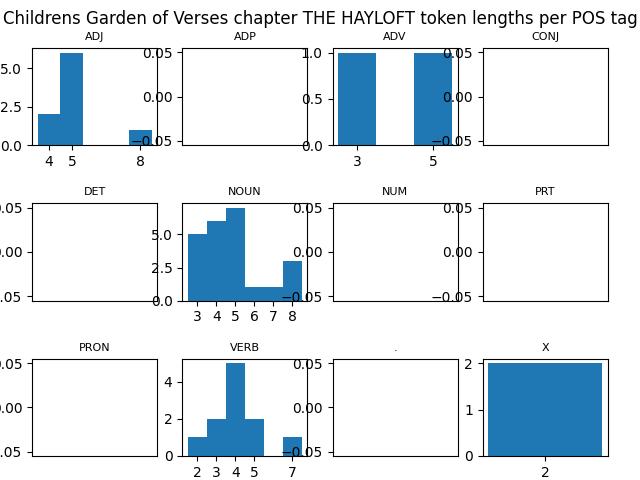 Childrens Garden of Verses chapter THE HAYLOFT token lengths per POS tag
ADJ ADP ADV CONJ
5.0 0.05 1.0 0.05
2.5 0.00 0.5 0.00
0.0 −0.05 0.0 −0.05
4 5 8 3 5
DET NOUN NUM PRT
0.05 5.0 0.05 0.05
0.00 2.5 0.00 0.00
0.05 0.0 −0.05 −0.05
3 4 5 6 7 8
PRON VERB . X
0.05 4 0.05 2
0.00 2 0.00 1
0.05 0 −0.05 0
2 3 4 5 7 2